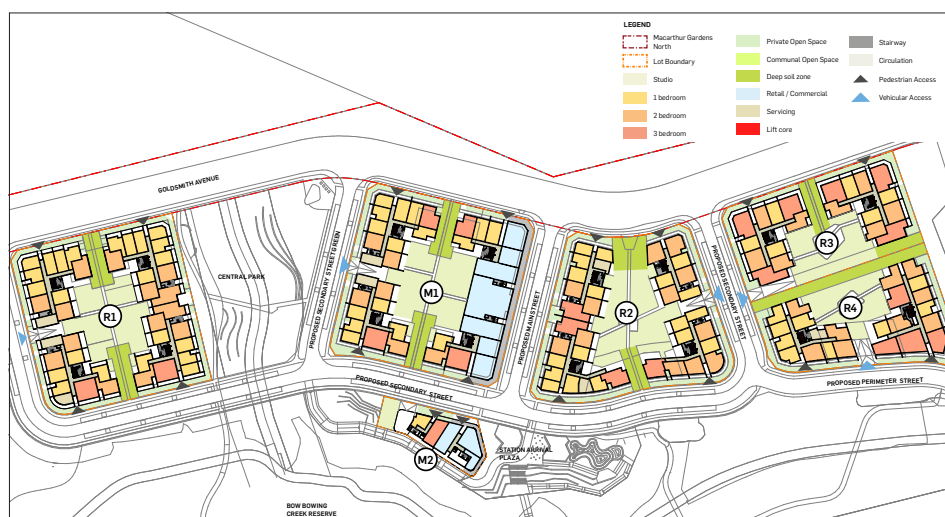 LEGEND
Macarthur Gardens
North
Lot Boundary
Studio
1 bedroom
2 bedroom
3 bedroom
Private Open Space
Communal Open Space
Deep soil zone
Retail / Commercial
Servicing
Lift core
Stairway
Circulation
Pedestrian Access
Vehicular Access
GOLDSMITH AVENUE
CENTRAL PARK
PROPOSED SECONDARY STREET GREEN
PROPOSED MAINSTREET
PROPOSED SECONDARY STREET
PROPOSED SECONDARY STREET
PROPOSED PERIMETER STREET
R1
M1
R2
R3
R4
M2
STATION ARRIVAL
PLAZA
BOW BOWING
CREEK RESERVE